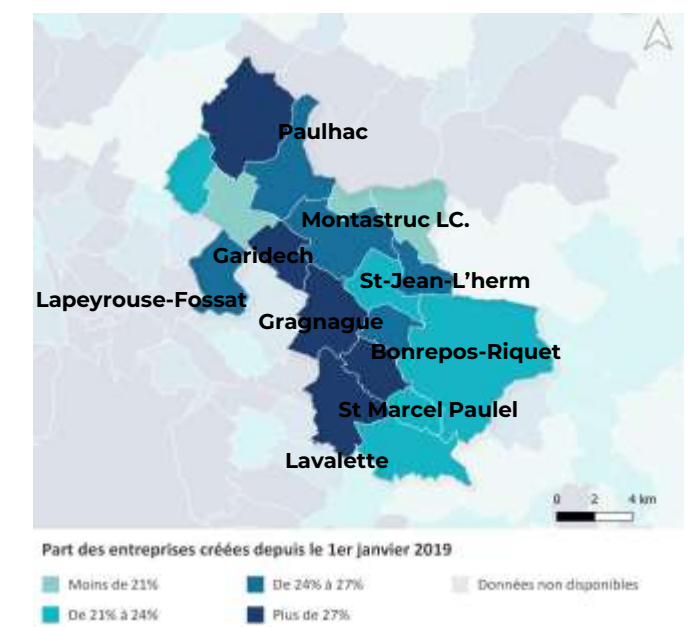 Paulhac
Montastruc LC.
Garidech
St-Jean-L'herm
Lapeyrouse-Fossat
Gragnague
Bonrepos-Riquet
St Marcel Paulel
Lavalette
0 2 4 km
Part des entreprises créées depuis le 1er janvier 2019
Moins de 21% De 24% à 27% Données non disponibles
De 21% à 24% Plus de 27%